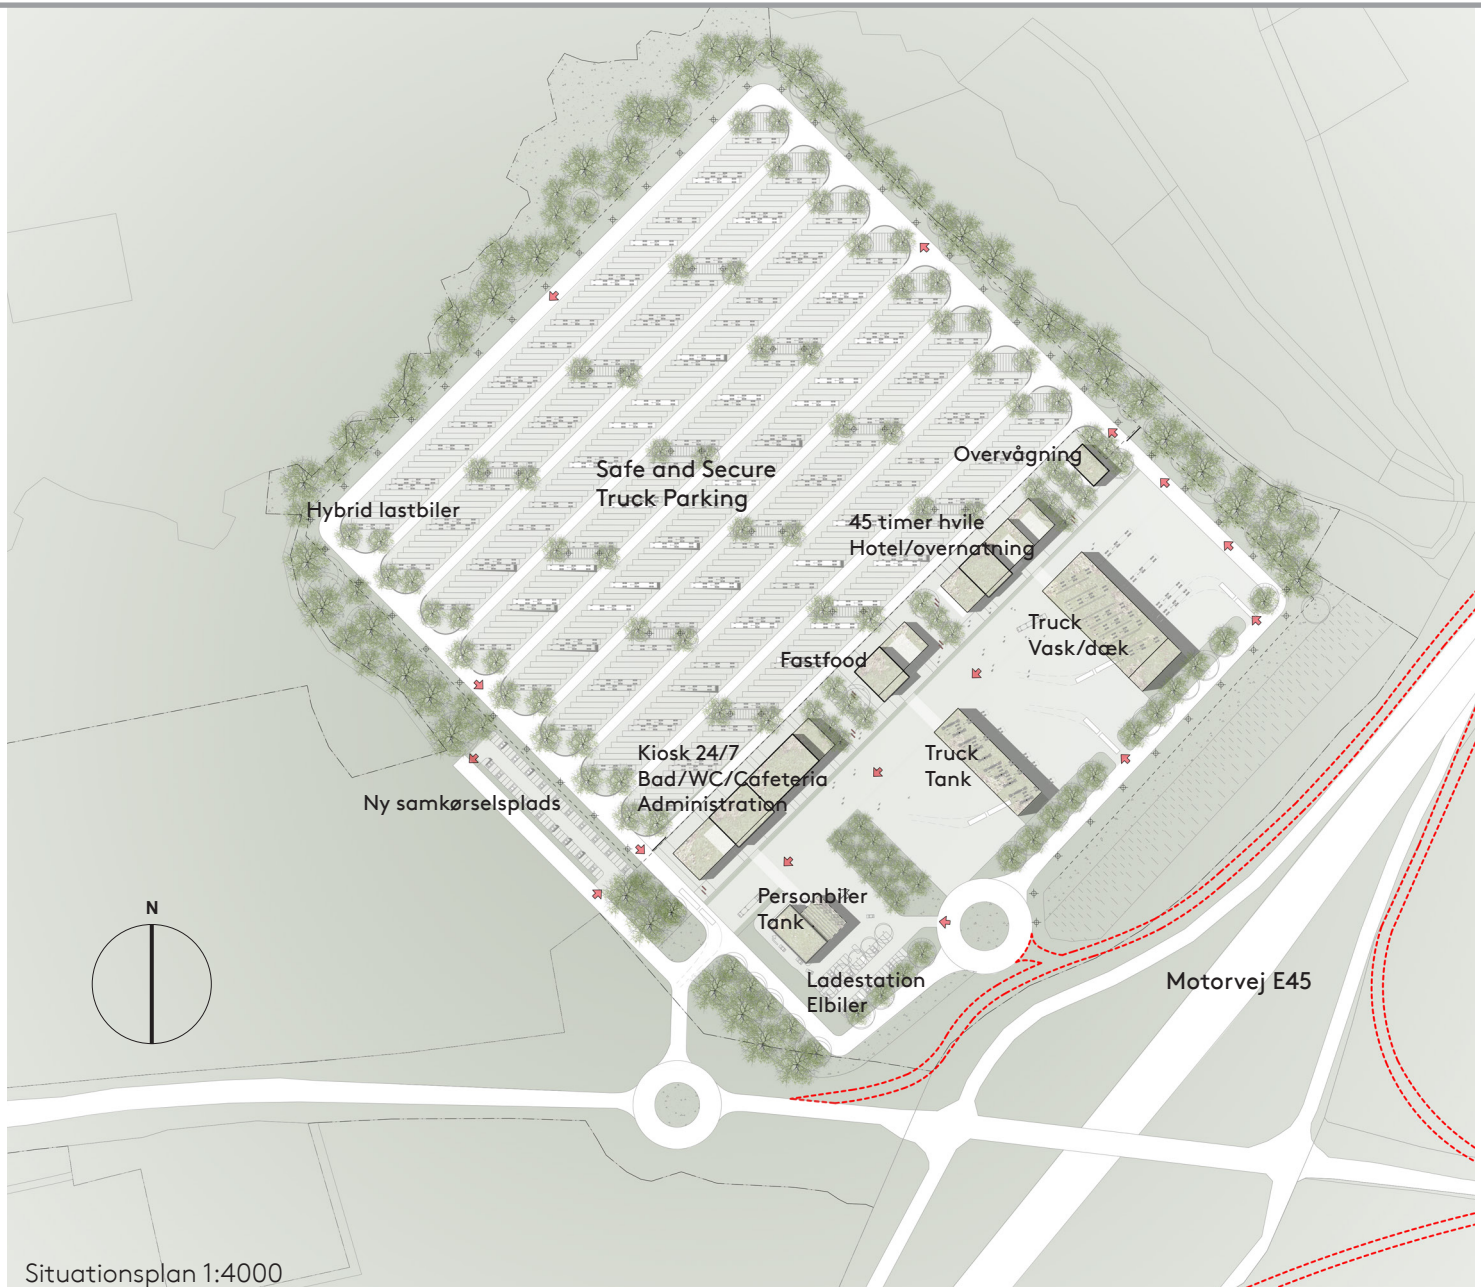 Overvågning
Safe and Secure
Truck Parking
Hybrid lastbiler
45 timer hvile
Hotel/overnatning
Truck
Vask/dæk
Fastfood
Kiosk 24/7
Bad/WC/Cafeteria
Administration
Truck
Tank
Ny samkørselsplads
Personbiler
Tank
N
Ladestation
Elbiler
Motorvej E45
Situationsplan 1:4000